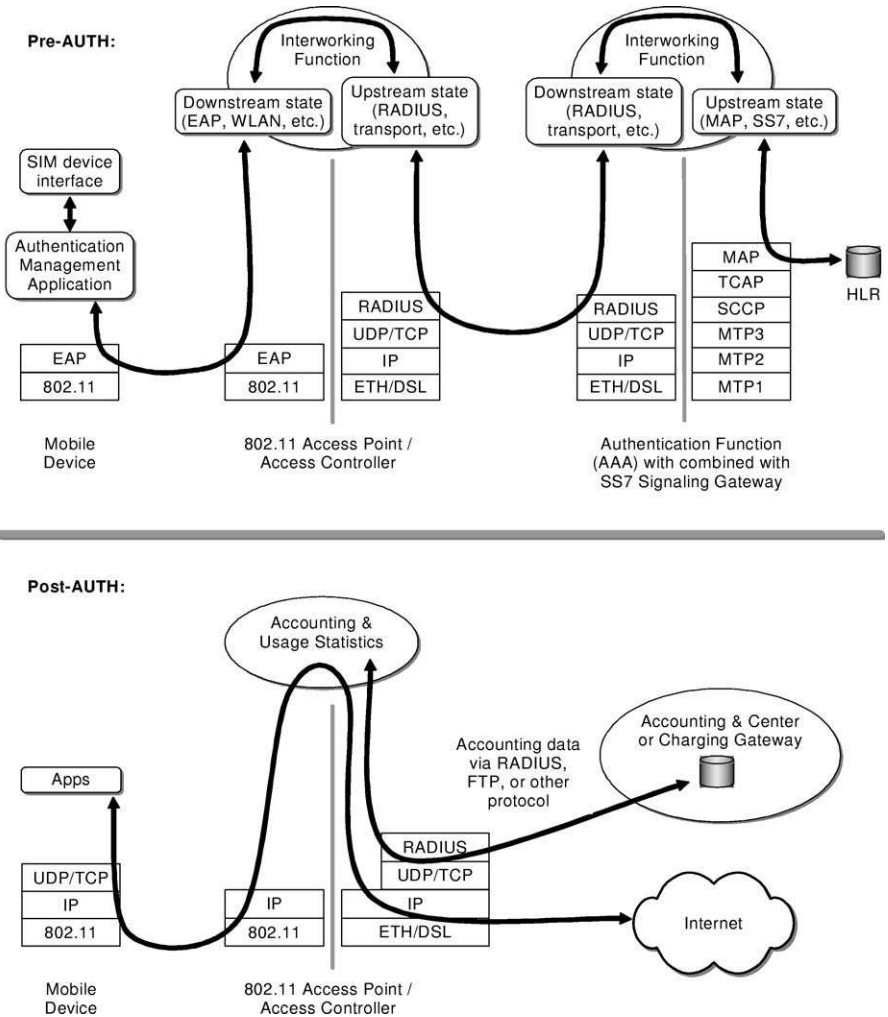 Pre-AUTH:
Interworking
Function
Interworking
Function
Downstream state
(EAP, WLAN, etc.)
Upstream state
(RADIUS,
transport, etc.)
Downstream state
(RADIUS,
transport, etc.)
Upstream state
(MAP, SS7, etc.)
SIM device
interface
Authentication
Management
Application
EAP
802.11
EAP
802.11
RADIUS
UDP/TCP
IP
ETH/DSL
RADIUS
UDP/TCP
IP
ETH/DSL
MAP
TCAP
SCCP
MTP3
MTP2
MTP1
HLR
Mobile
Device
802.11 Access Point /
Access Controller
Authentication Function
(AAA) with combined with
SS7 Signaling Gateway
Post-AUTH:
Accounting &
Usage Statistics
Accounting & Center
or Charging Gateway
Accounting data
via RADIUS,
FTP, or other
protocol
Apps
UDP/TCP
IP
802.11
IP
802.11
RADIUS
UDP/TCP
IP
ETH/DSL
Internet
Mobile
Device
802.11 Access Point /
Access Controller